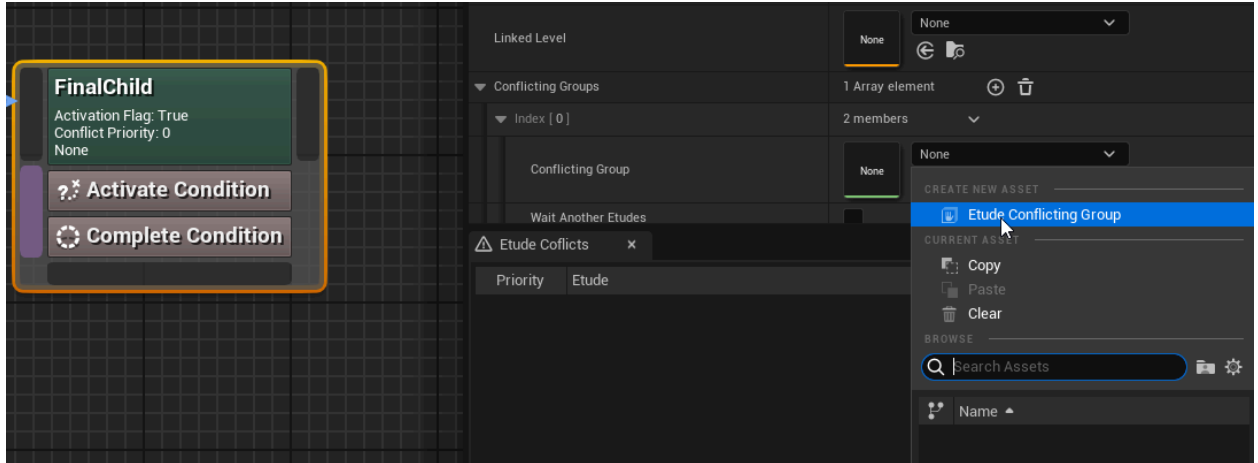 FinalChild
Activation Flag: True
Conflict Priority: 0
None
Activate Condition
Complete Condition
Linked Level
None
None
Conflicting Groups
1 Array element
Index [ 0 ]
2 members
Conflicting Group
None
None
Wait Another Etudes
CREATE NEW ASSET
Etude Conflicting Group
CURRENT ASSET
Copy
Paste
Clear
BROWSE
Search Assets
Name
Etude Coflicts
Priority Etude